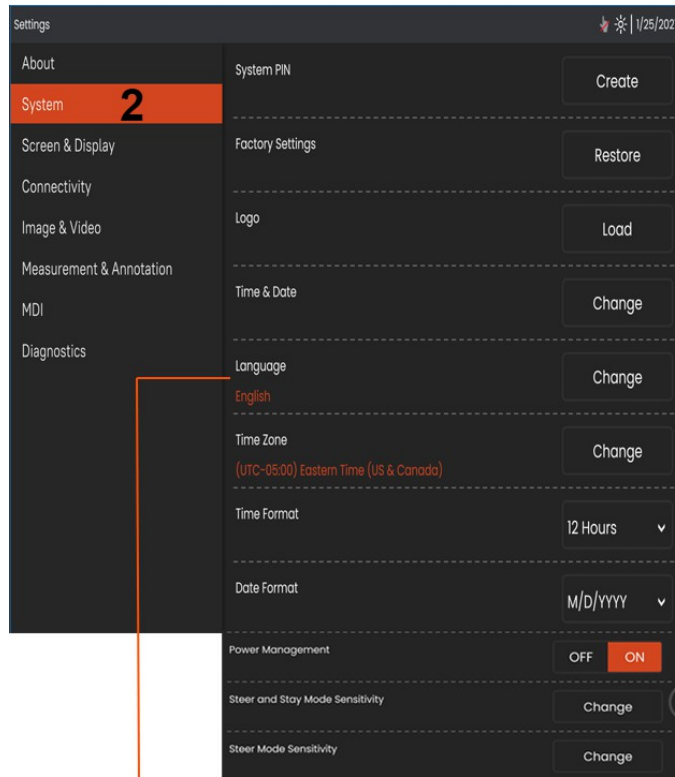 Settings
1/25/202
About
System 2
Screen & Display
Connectivity
Image & Video
Measurement & Annotation
MDI
Diagnostics
System PIN
Create
Factory Settings
Restore
Logo
Load
Time & Date
Change
Language
English
Change
Time Zone
(UTC-05:00) Eastern Time (US & Canada)
Change
Time Format
12 Hours
Date Format
M/D/YYYY
Power Management
OFF ON
Steer and Stay Mode Sensitivity
Change
Steer Mode Sensitivity
Change